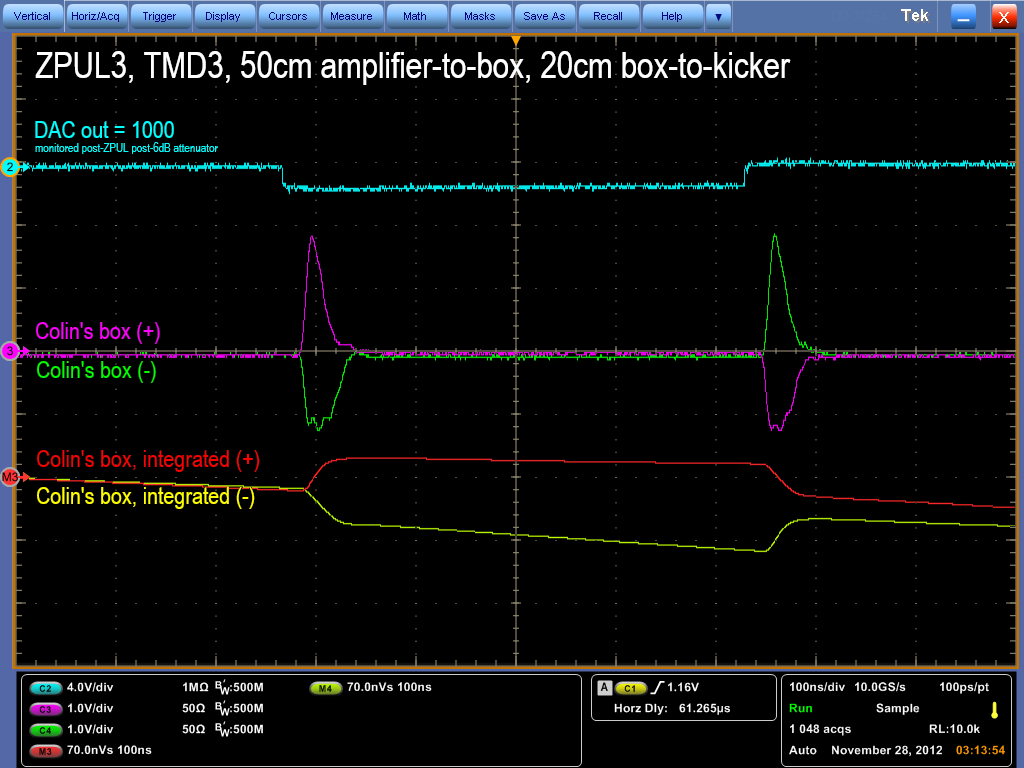 Vertical Horiz/Acq Trigger Display Cursors Measure Math Masks Save As Recall Help ▼ Tek X
ZPUL3, TMD3, 50cm amplifier-to-box, 20cm box-to-kicker
DAC out = 1000
monitored post-ZPUL post-6dB attenuator
2
Colin's box (+)
3
Colin's box (-)
Colin's box, integrated (+)
M3
Colin's box, integrated (-)
C2 4.0V/div 1MΩ BW:500M M4 70.0nVs 100ns A C1 1.16V 100ns/div 10.0GS/s 100ps/pt
C3 1.0V/div 50Ω BW:500M Horz Dly: 61.265µs Run Sample
C4 1.0V/div 50Ω BW:500M 1 048 acqs RL:10.0k
M3 70.0nVs 100ns Auto November 28, 2012 03:13:54